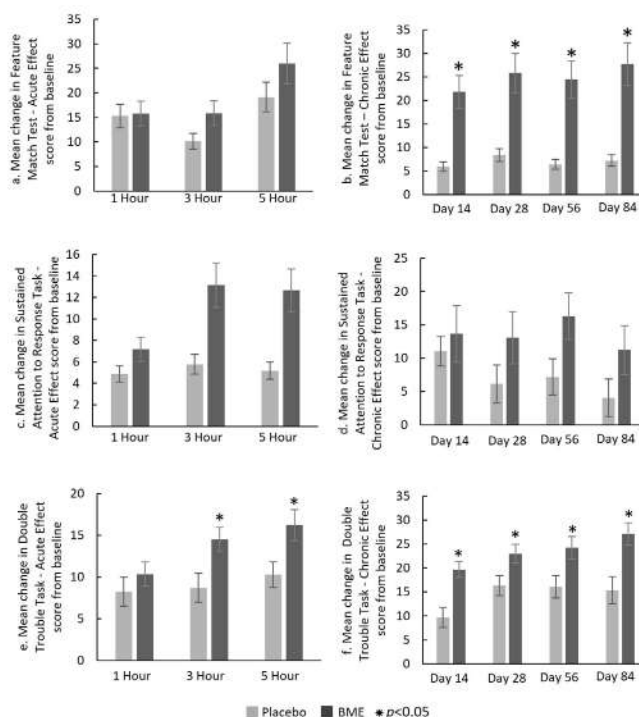 a. Mean change in Feature
Match Test - Acute Effect
score from baseline
35
30
25
20
15
10
5
0
1 Hour 3 Hour 5 Hour
b. Mean change in Feature
Match Test – Chronic Effect
score from baseline
35
30
25
20
15
10
5
0
* * * *
Day 14 Day 28 Day 56 Day 84
c. Mean change in Sustained
Attention to Response Task -
Acute Effect score from baseline
16
14
12
10
8
6
4
2
0
1 Hour 3 Hour 5 Hour
d. Mean change in Sustained
Attention to Response Task -
Chronic Effect score from baseline
25
20
15
10
5
0
Day 14 Day 28 Day 56 Day 84
e. Mean change in Double
Trouble Task - Acute Effect
score from baseline
20
15
10
5
0
* *
1 Hour 3 Hour 5 Hour
f. Mean change in Double
Trouble Task - Chronic Effect
score from baseline
35
30
25
20
15
10
5
0
* * * *
Day 14 Day 28 Day 56 Day 84
Placebo BME * p<0.05